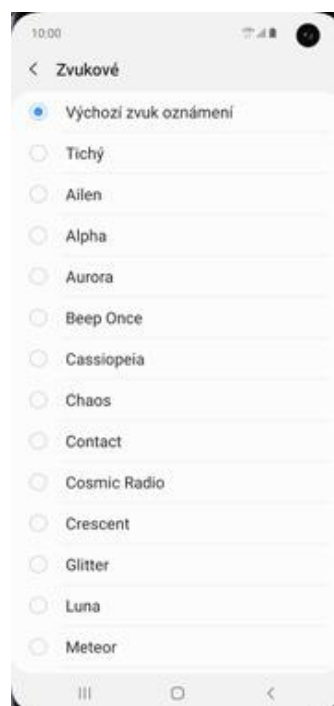 10:00
Zvukové
Výchozí zvuk oznámení
Tichý
Ailen
Alpha
Aurora
Beep Once
Cassiopeia
Chaos
Contact
Cosmic Radio
Crescent
Glitter
Luna
Meteor